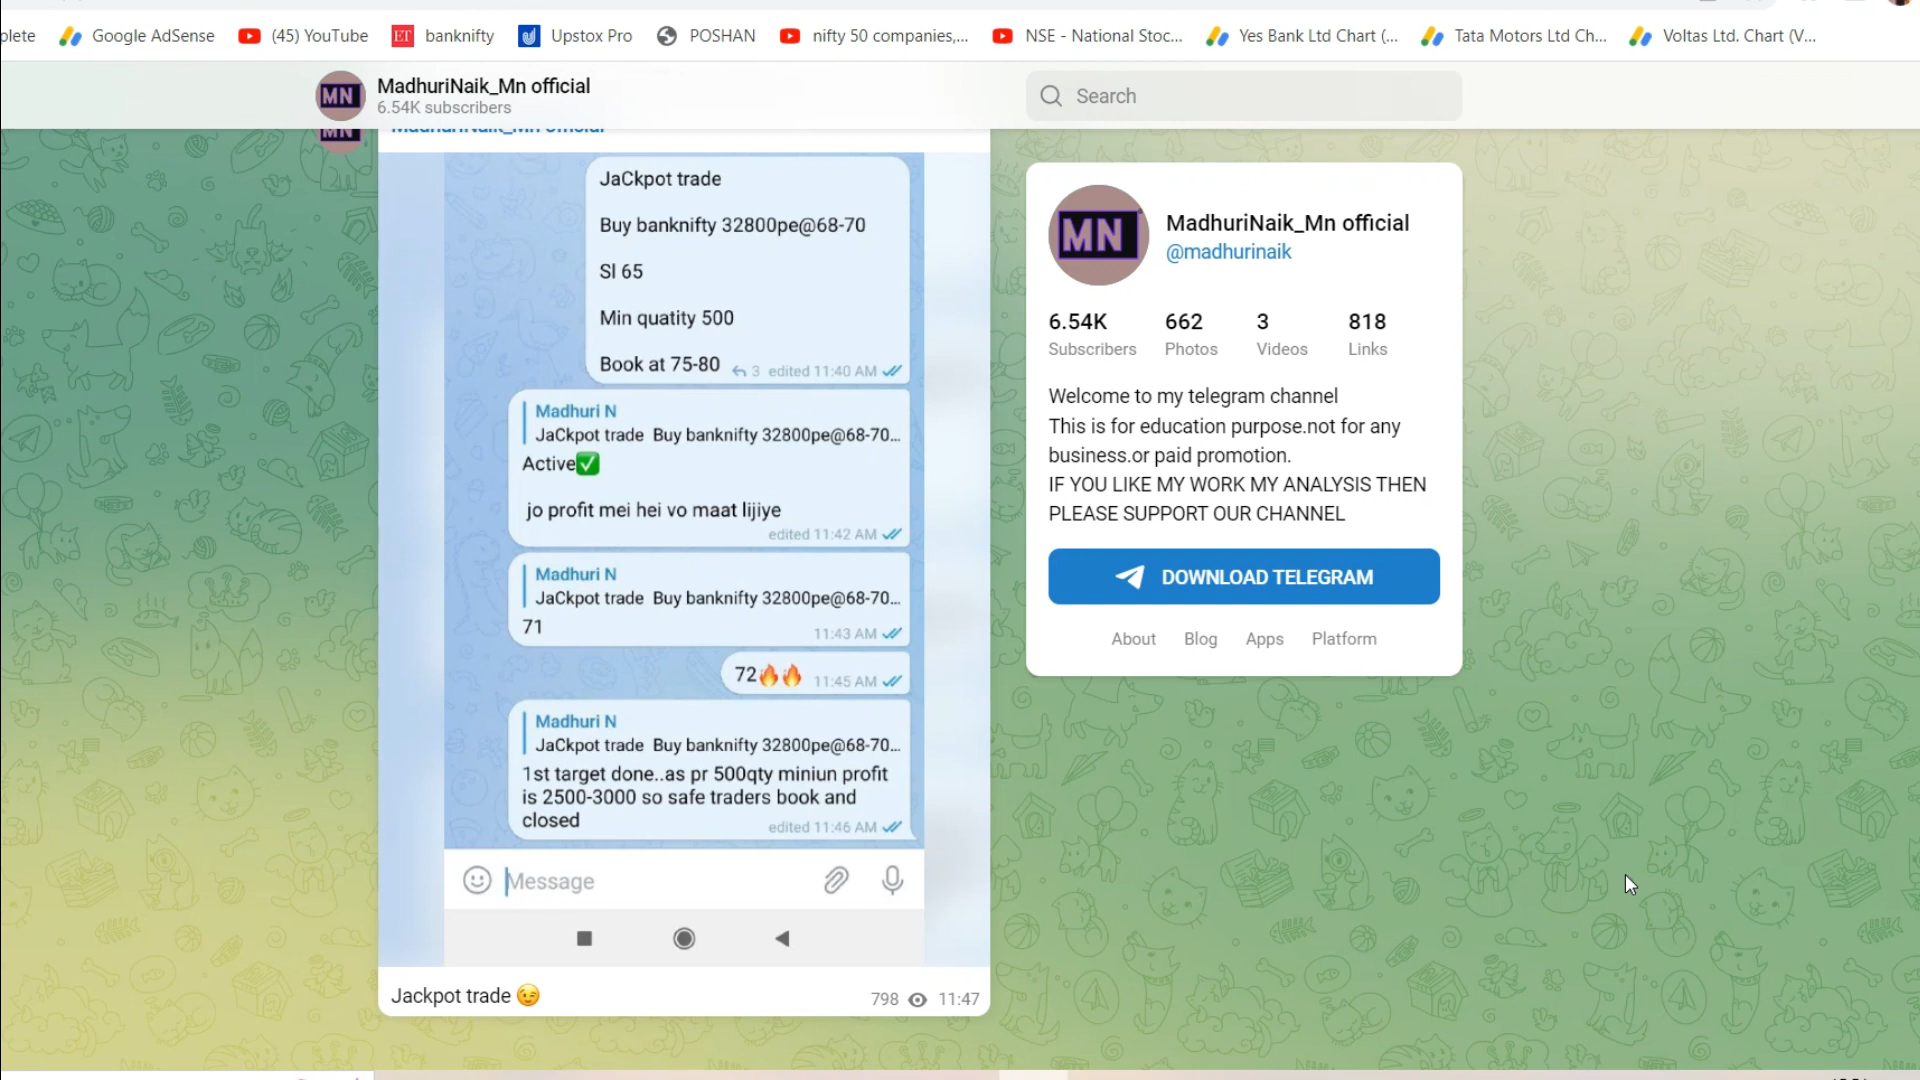 plete
Google AdSense
(45) YouTube
ET
banknifty
Upstox Pro
POSHAN
nifty 50 companies,...
NSE - National Stoc...
Yes Bank Ltd Chart (...
Tata Motors Ltd Ch...
Voltas Ltd. Chart (V...
MN
MadhuriNaik_Mn official
6.54K subscribers
Search
MN
MadhuriNaik_Mn official
JaCkpot trade
Buy banknifty 32800pe@68-70
Sl 65
Min quatity 500
Book at 75-80
3 edited 11:40 AM
Madhuri N
JaCkpot trade Buy banknifty 32800pe@68-70...
Active✅
jo profit mei hei vo maat lijiye
edited 11:42 AM
Madhuri N
JaCkpot trade Buy banknifty 32800pe@68-70...
71
11:43 AM
72🔥🔥 11:45 AM
Madhuri N
JaCkpot trade Buy banknifty 32800pe@68-70...
1st target done..as pr 500qty miniun profit
is 2500-3000 so safe traders book and
closed
edited 11:46 AM
Message
Jackpot trade 😉
798 11:47
MN
MadhuriNaik_Mn official
@madhurinaik
6.54K 662 3 818
Subscribers Photos Videos Links
Welcome to my telegram channel
This is for education purpose.not for any
business.or paid promotion.
IF YOU LIKE MY WORK MY ANALYSIS THEN
PLEASE SUPPORT OUR CHANNEL
DOWNLOAD TELEGRAM
About Blog Apps Platform